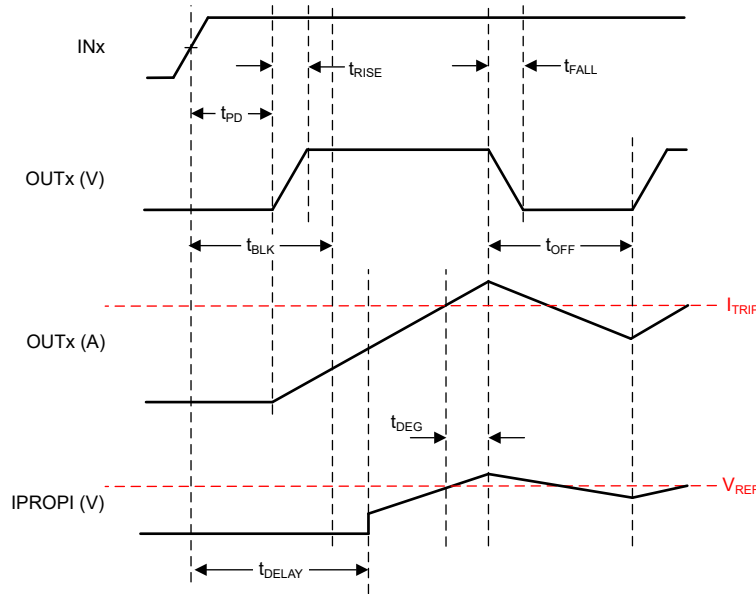 INx
tRISE
tFALL
tPD
OUTx (V)
tBLK
tOFF
ITRIP
OUTx (A)
tDEG
IPROPI (V)
VREF
tDELAY